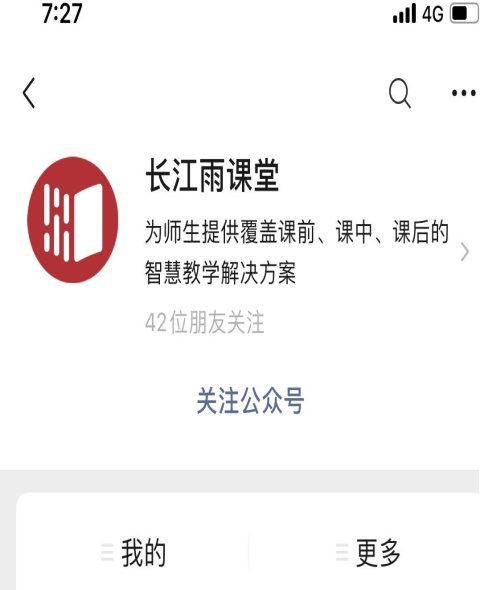 7:27
4G
长江雨课堂
为师生提供覆盖课前、课中、课后的
智慧教学解决方案
42位朋友关注
关注公众号
我的
更多